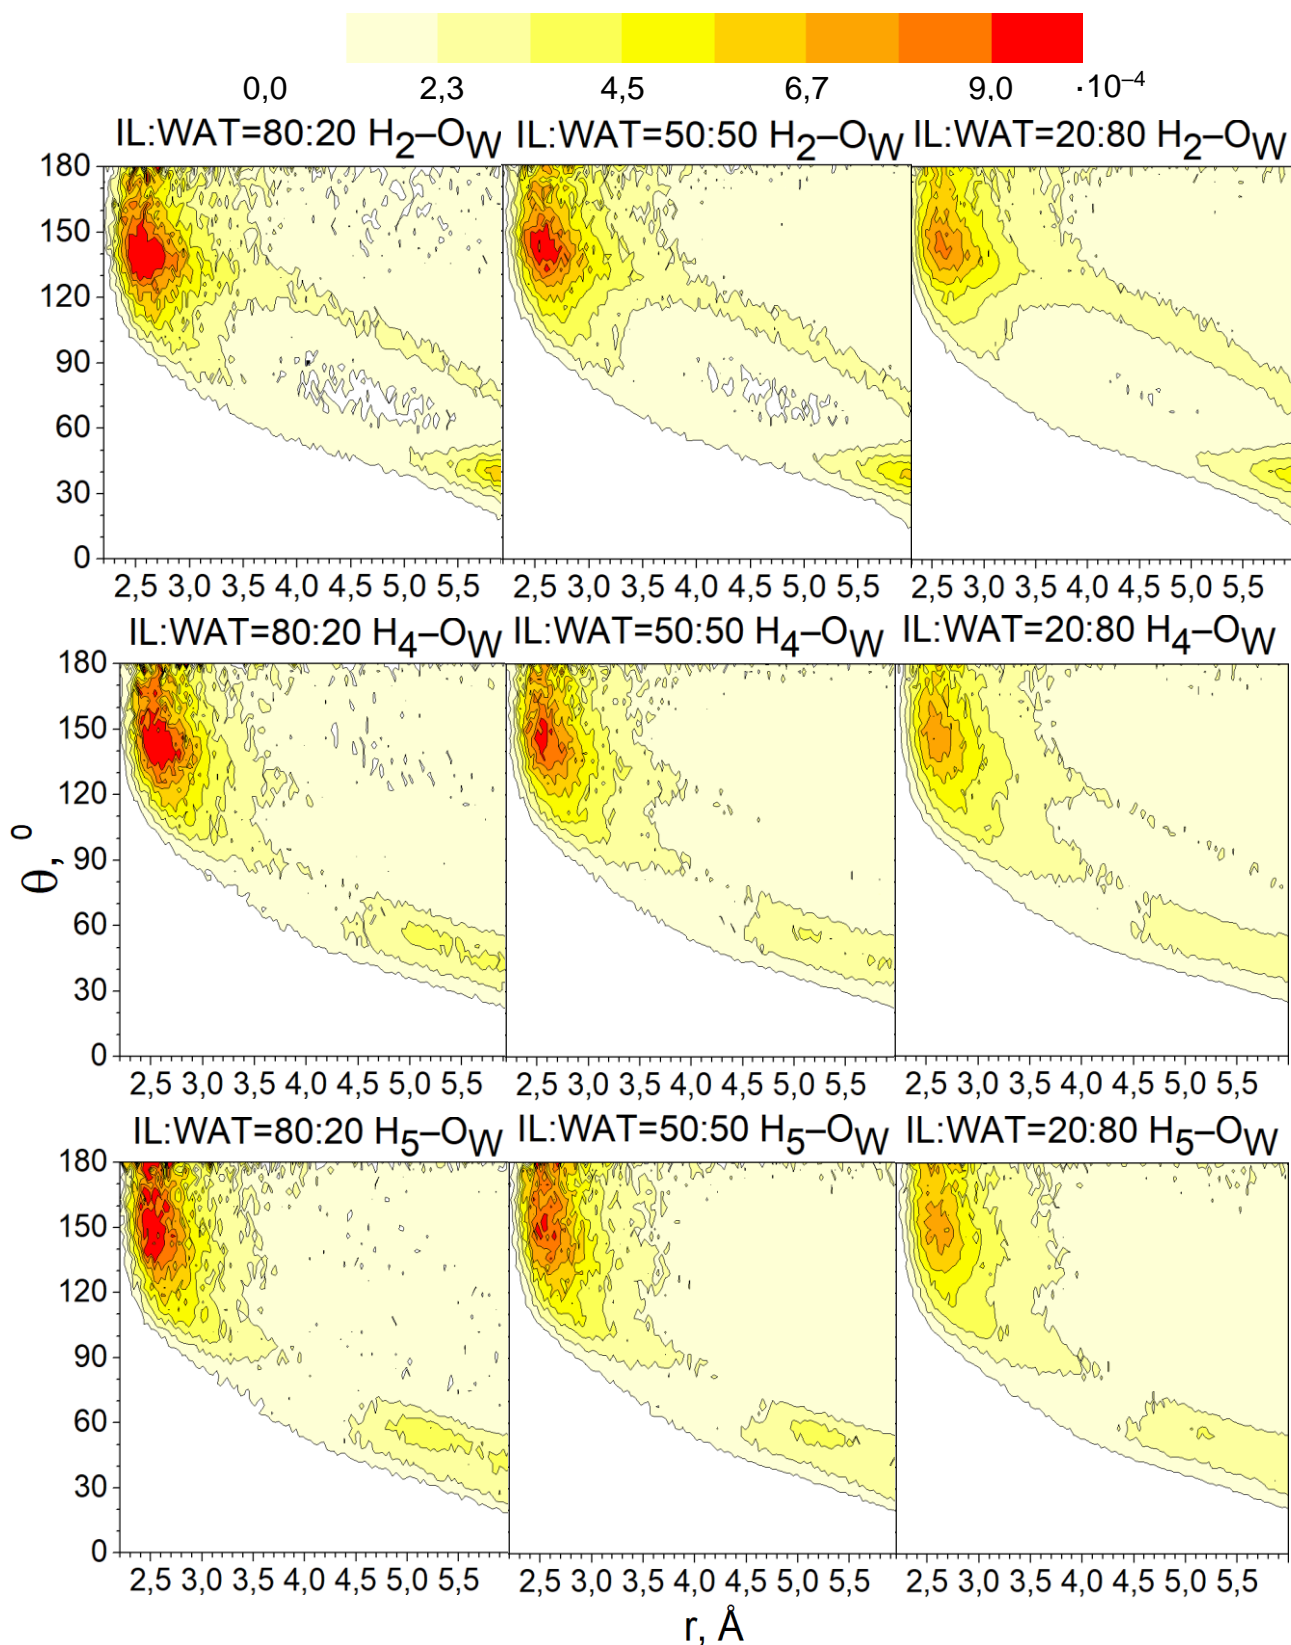 0,0 2,3 4,5 6,7 9,0 ·10⁻⁴
IL:WAT=80:20 H₂–O_W IL:WAT=50:50 H₂–O_W IL:WAT=20:80 H₂–O_W
180
150
120
90
60
30
0
2,5 3,0 3,5 4,0 4,5 5,0 5,5 2,5 3,0 3,5 4,0 4,5 5,0 5,5 2,5 3,0 3,5 4,0 4,5 5,0 5,5
IL:WAT=80:20 H₄–O_W IL:WAT=50:50 H₄–O_W IL:WAT=20:80 H₄–O_W
180
150
120
90
60
30
0
θ, ⁰
2,5 3,0 3,5 4,0 4,5 5,0 5,5 2,5 3,0 3,5 4,0 4,5 5,0 5,5 2,5 3,0 3,5 4,0 4,5 5,0 5,5
IL:WAT=80:20 H₅–O_W IL:WAT=50:50 H₅–O_W IL:WAT=20:80 H₅–O_W
180
150
120
90
60
30
0
2,5 3,0 3,5 4,0 4,5 5,0 5,5 2,5 3,0 3,5 4,0 4,5 5,0 5,5 2,5 3,0 3,5 4,0 4,5 5,0 5,5
r, Å